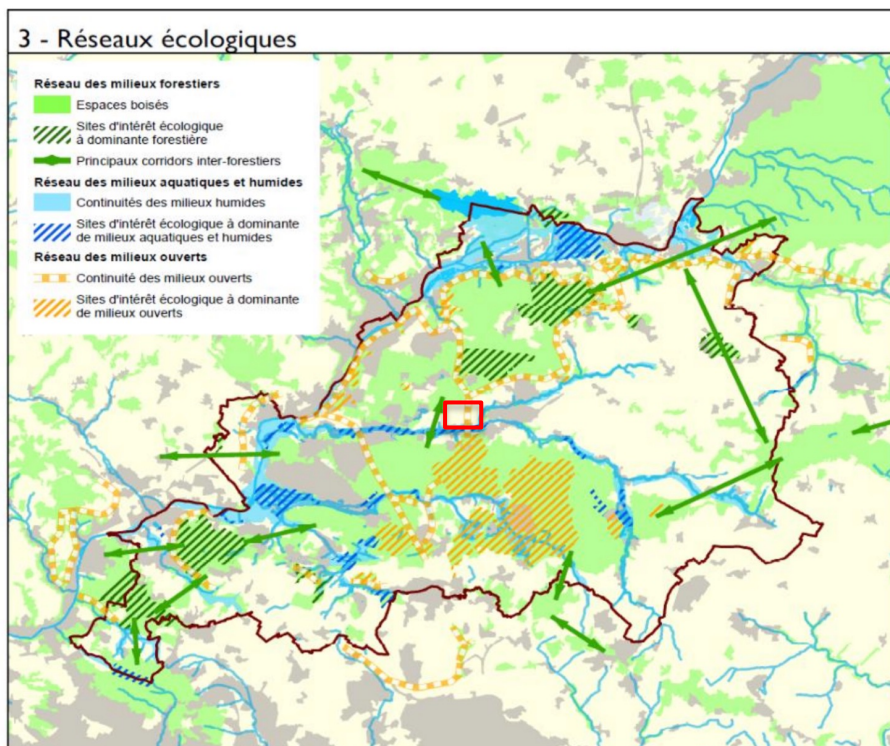 3 - Réseaux écologiques
Réseau des milieux forestiers
Espaces boisés
Sites d'intérêt écologique
à dominante forestière
Principaux corridors inter-forestiers
Réseau des milieux aquatiques et humides
Continuités des milieux humides
Sites d'intérêt écologique à dominante
de milieux aquatiques et humides
Réseau des milieux ouverts
Continuité des milieux ouverts
Sites d'intérêt écologique à dominante
de milieux ouverts